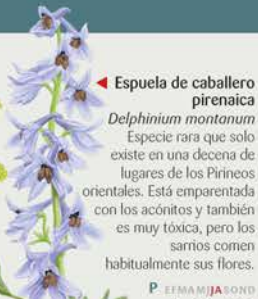 ◀ Espuela de caballero
pirenaica
Delphinium montanum
Especie rara que solo
existe en una decena de
lugares de los Pirineos
orientales. Está emparentada
con los acónitos y también
es muy tóxica, pero los
sarrios comen
habitualmente sus flores.
P EFMAMJJASOND